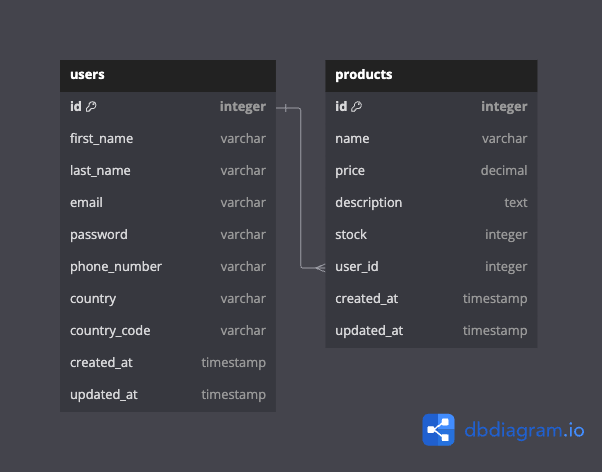 users
id integer
first_name varchar
last_name varchar
email varchar
password varchar
phone_number varchar
country varchar
country_code varchar
created_at timestamp
updated_at timestamp
products
id integer
name varchar
price decimal
description text
stock integer
user_id integer
created_at timestamp
updated_at timestamp
dbdiagram.io